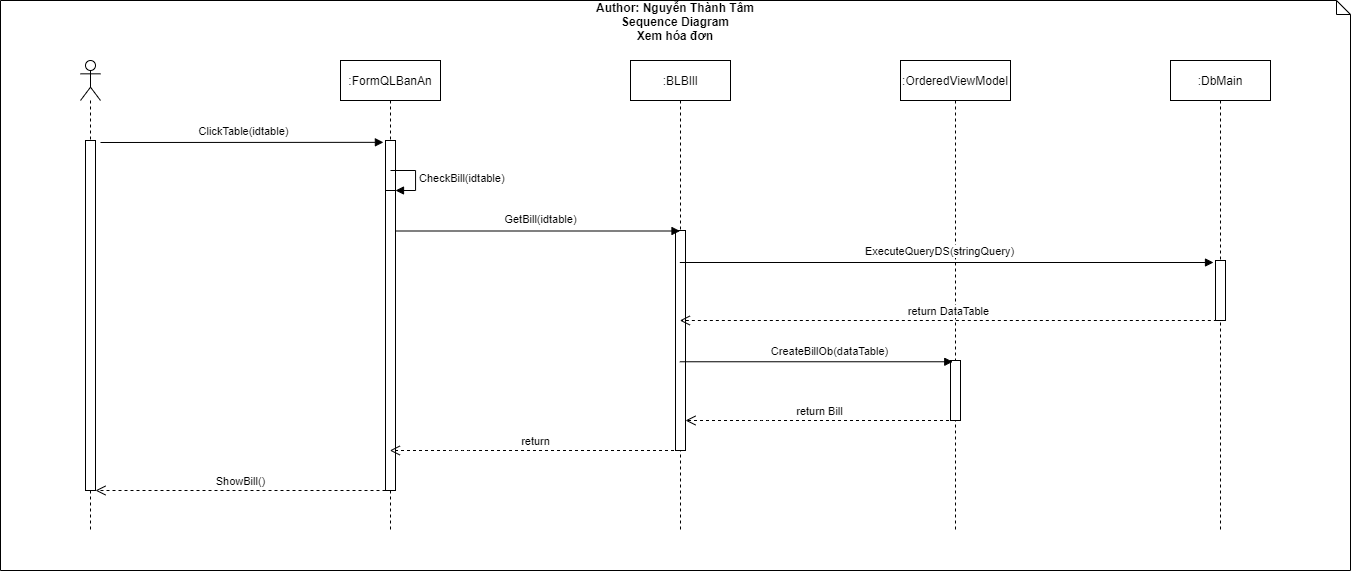 Author: Nguyễn Thành Tâm
Sequence Diagram
Xem hóa đơn
:FormQLBanAn
:BLBIll
:OrderedViewModel
:DbMain
ClickTable(idtable)
CheckBill(idtable)
GetBill(idtable)
ExecuteQueryDS(stringQuery)
return DataTable
CreateBillOb(dataTable)
return Bill
return
ShowBill()